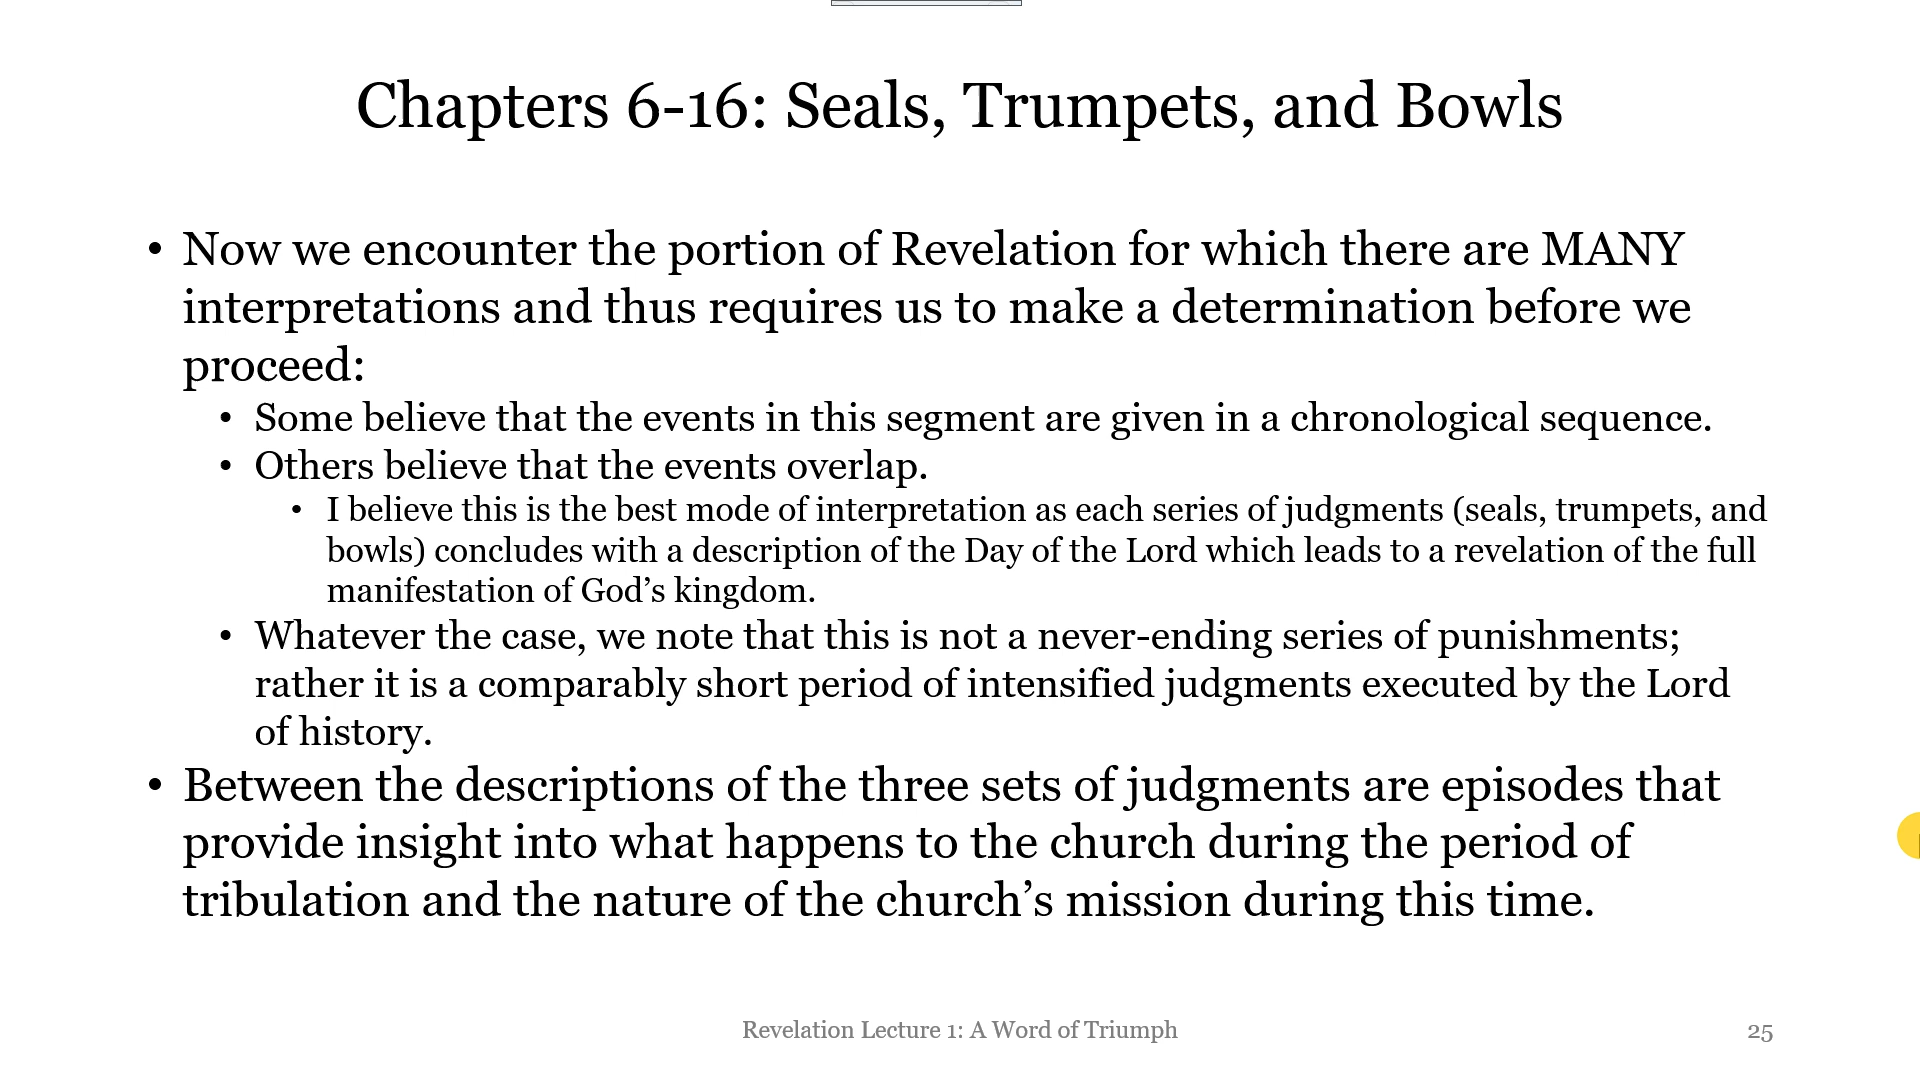 Chapters 6-16: Seals, Trumpets, and Bowls
• Now we encounter the portion of Revelation for which there are MANY
interpretations and thus requires us to make a determination before we
proceed:
• Some believe that the events in this segment are given in a chronological sequence.
• Others believe that the events overlap.
• I believe this is the best mode of interpretation as each series of judgments (seals, trumpets, and
bowls) concludes with a description of the Day of the Lord which leads to a revelation of the full
manifestation of God’s kingdom.
• Whatever the case, we note that this is not a never-ending series of punishments;
rather it is a comparably short period of intensified judgments executed by the Lord
of history.
• Between the descriptions of the three sets of judgments are episodes that
provide insight into what happens to the church during the period of
tribulation and the nature of the church’s mission during this time.
Revelation Lecture 1: A Word of Triumph
25